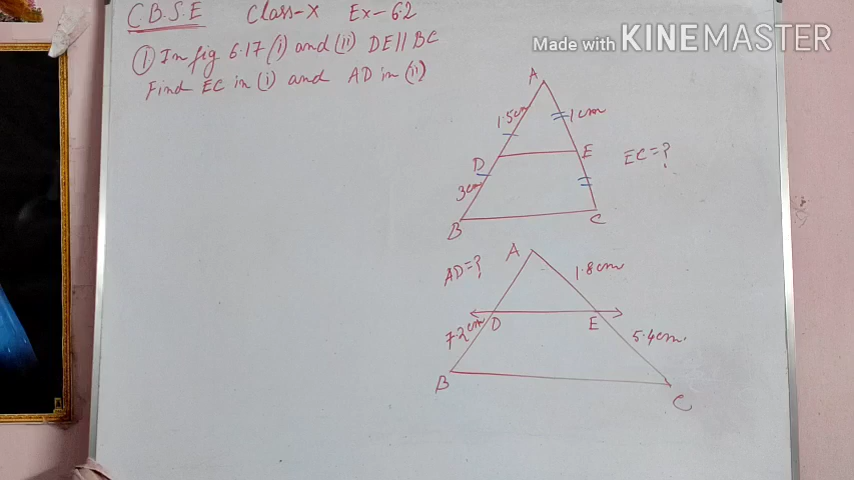 C.B.S.E Class-X Ex-6.2
① In fig 6.17 (i) and (ii) DE || BC
Find EC in (i) and AD in (ii)
Made with KINEMASTER
A
1.5cm
1cm
D
E
EC=?
3cm
B
C
A
AD=?
1.8cm
7.2cm
D
E
5.4cm.
B
C